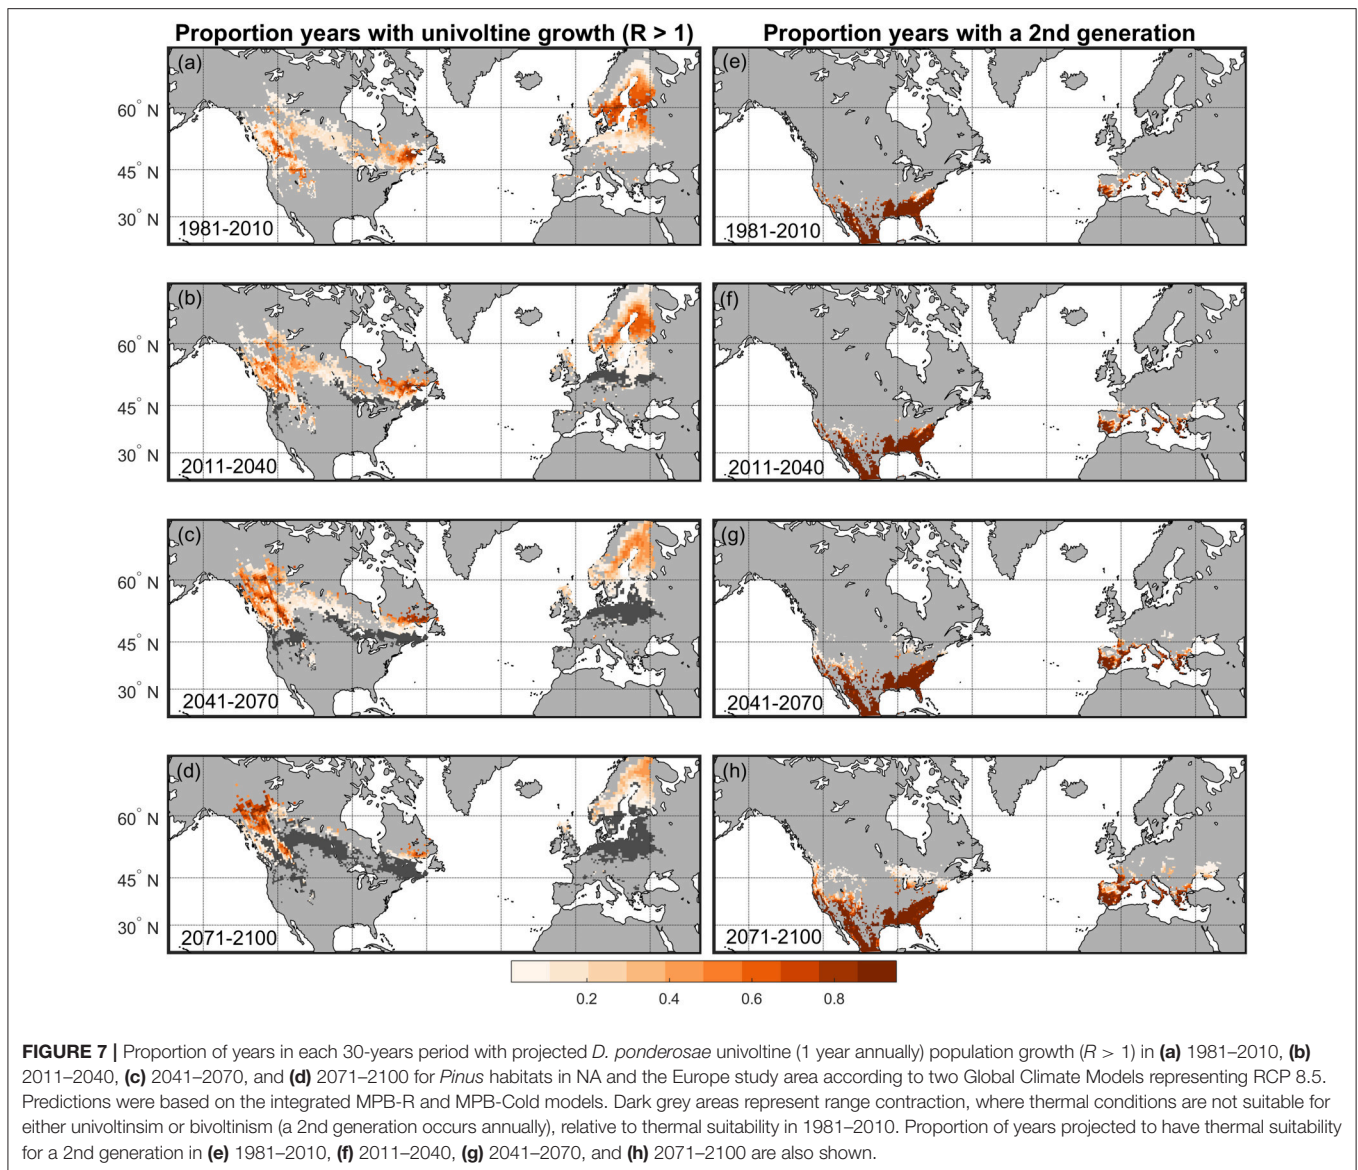 Proportion years with univoltine growth (R > 1)
Proportion years with a 2nd generation
(a)
60° N
45° N
30° N
1981-2010
(e)
1981-2010
(b)
60° N
45° N
30° N
2011-2040
(f)
2011-2040
(c)
60° N
45° N
30° N
2041-2070
(g)
2041-2070
(d)
60° N
45° N
30° N
2071-2100
(h)
2071-2100
0.2 0.4 0.6 0.8
FIGURE 7 | Proportion of years in each 30-years period with projected D. ponderosae univoltine (1 year annually) population growth (R > 1) in (a) 1981–2010, (b)
2011–2040, (c) 2041–2070, and (d) 2071–2100 for Pinus habitats in NA and the Europe study area according to two Global Climate Models representing RCP 8.5.
Predictions were based on the integrated MPB-R and MPB-Cold models. Dark grey areas represent range contraction, where thermal conditions are not suitable for
either univoltinsim or bivoltinism (a 2nd generation occurs annually), relative to thermal suitability in 1981–2010. Proportion of years projected to have thermal suitability
for a 2nd generation in (e) 1981–2010, (f) 2011–2040, (g) 2041–2070, and (h) 2071–2100 are also shown.